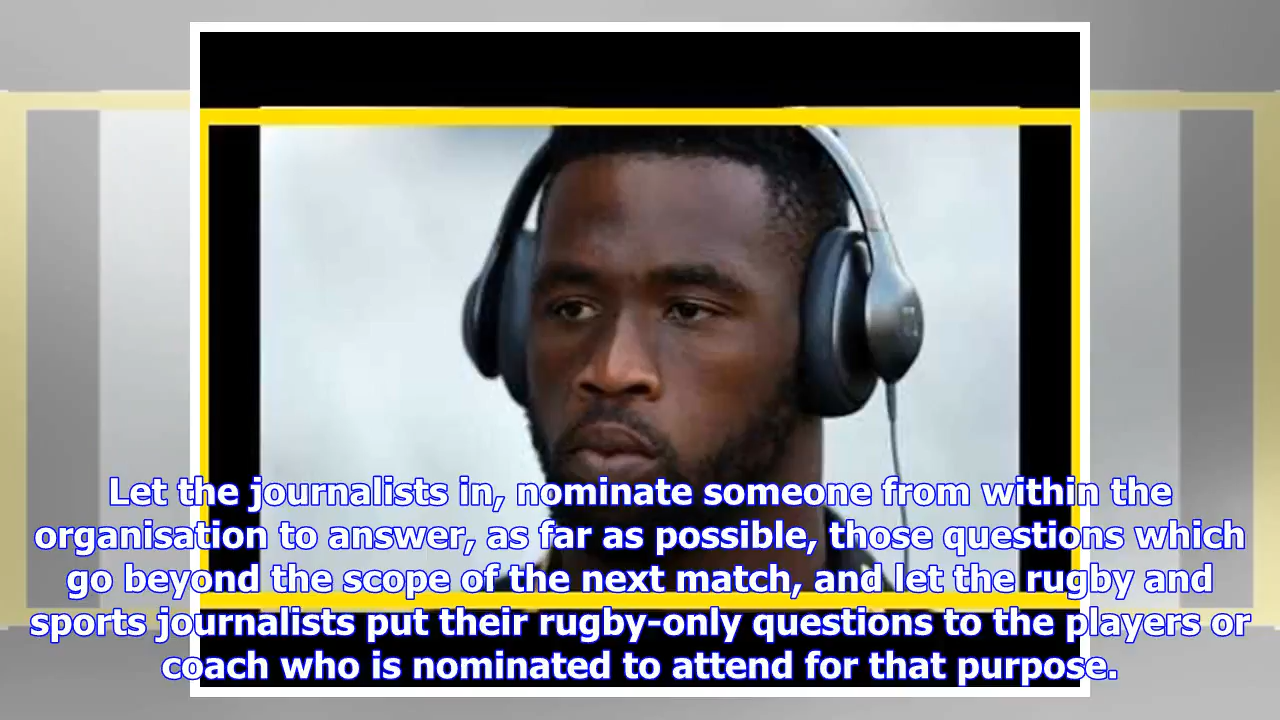 Let the journalists in, nominate someone from within the
organisation to answer, as far as possible, those questions which
go beyond the scope of the next match, and let the rugby and
sports journalists put their rugby-only questions to the players or
coach who is nominated to attend for that purpose.